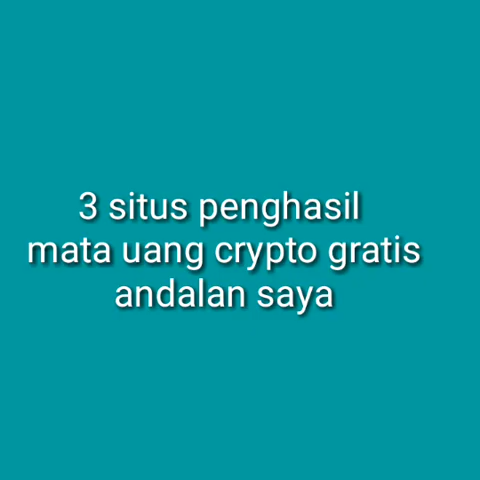 3 situs penghasil
mata uang crypto gratis
andalan saya